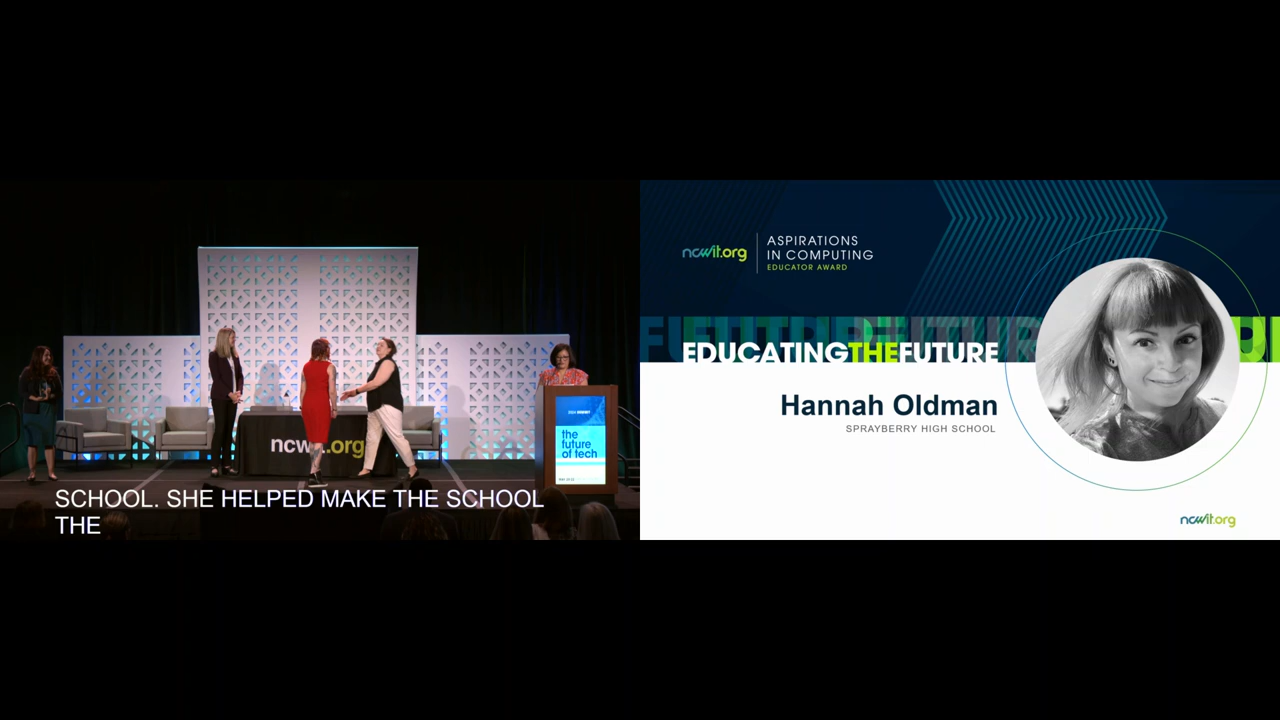 ncwit.org
the
future
of tech
SCHOOL. SHE HELPED MAKE THE SCHOOL
THE
ncwit.org
ASPIRATIONS
IN COMPUTING
EDUCATOR AWARD
EDUCATINGTHEFUTURE
Hannah Oldman
SPRAYBERRY HIGH SCHOOL
ncwit.org